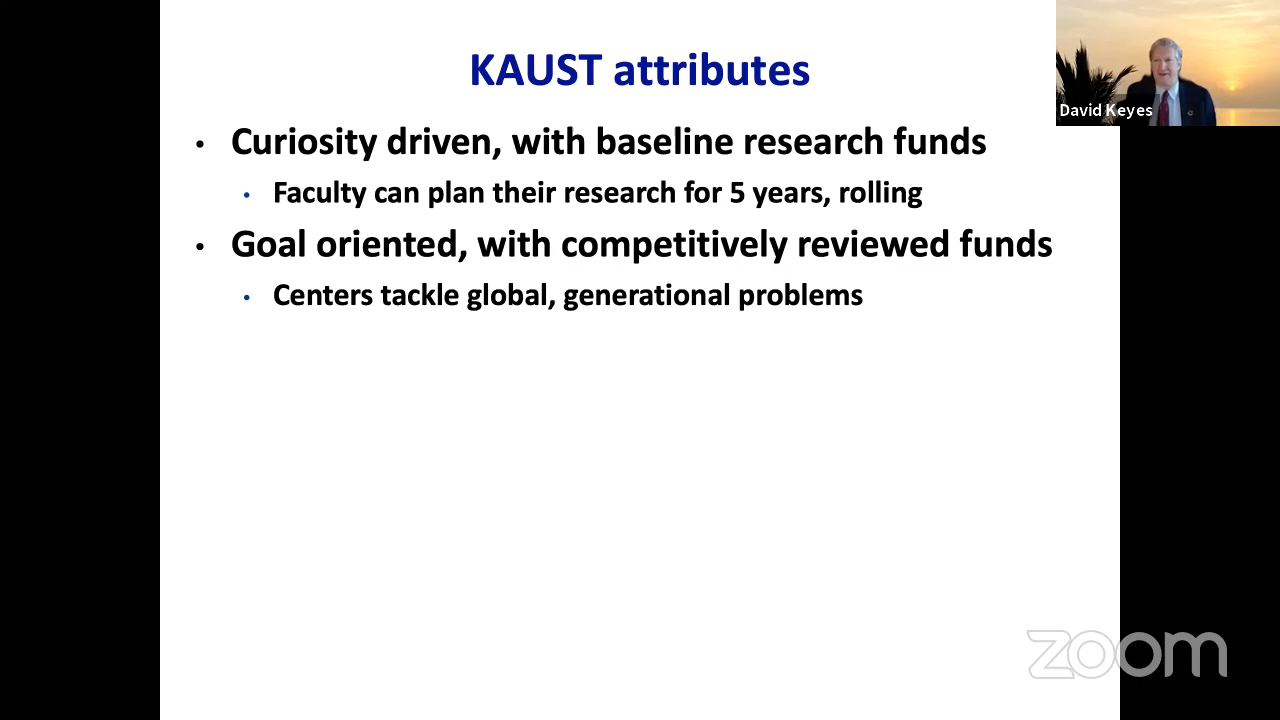 KAUST attributes
David Keyes
• Curiosity driven, with baseline research funds
• Faculty can plan their research for 5 years, rolling
• Goal oriented, with competitively reviewed funds
• Centers tackle global, generational problems
zoom